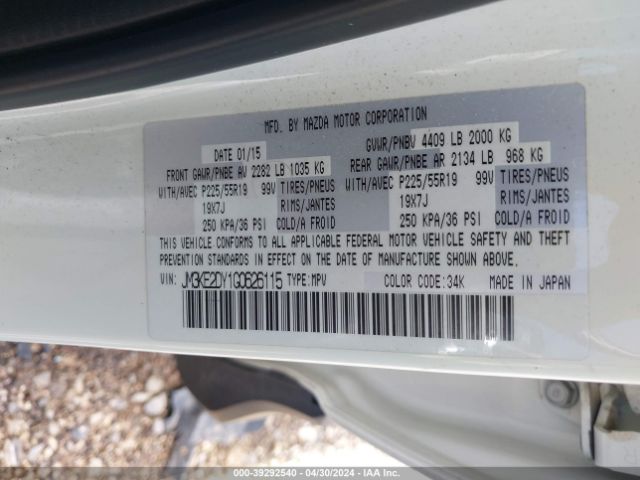 MFD. BY MAZDA MOTOR CORPORATION
DATE 01/15 GVWR/PNBV 4409 LB 2000 KG
FRONT GAWR/PNBE AV 2282 LB 1035 KG REAR GAWR/PNBE AR 2134 LB 968 KG
WITH/AVEC P225/55R19 99V TIRES/PNEUS WITH/AVEC P225/55R19 99V TIRES/PNEUS
19X7J RIMS/JANTES 19X7J RIMS/JANTES
250 KPA/36 PSI COLD/A FROID 250 KPA/36 PSI COLD/A FROID
THIS VEHICLE CONFORMS TO ALL APPLICABLE FEDERAL MOTOR VEHICLE SAFETY AND THEFT
PREVENTION STANDARDS IN EFFECT ON THE DATE OF MANUFACTURE SHOWN ABOVE.
VIN: JM3KE2DY1G0626115 TYPE:MPV COLOR CODE:34K MADE IN JAPAN
000-39292540 - 04/30/2024 - IAA Inc.